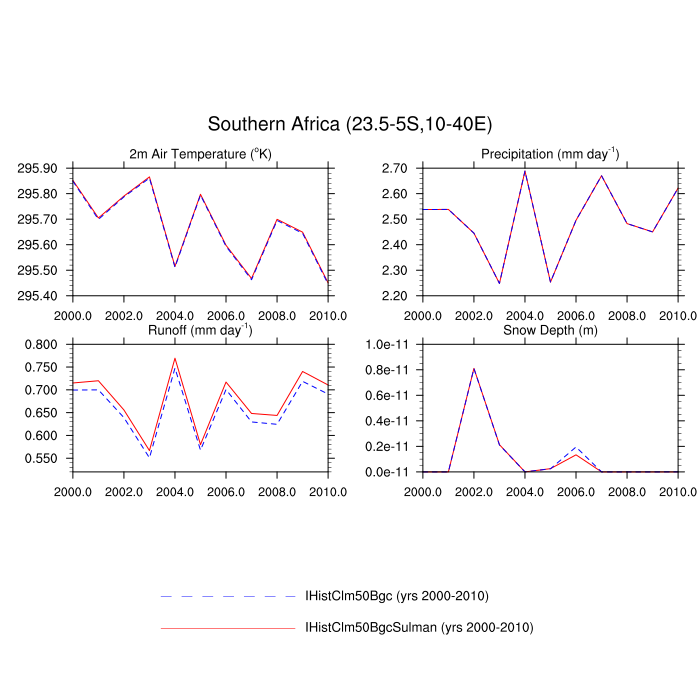 Southern Africa (23.5-5S,10-40E)
2m Air Temperature (°K)
295.90
295.80
295.70
295.60
295.50
295.40
2000.0 2002.0 2004.0 2006.0 2008.0 2010.0
Precipitation (mm day-1)
2.70
2.60
2.50
2.40
2.30
2.20
2000.0 2002.0 2004.0 2006.0 2008.0 2010.0
Runoff (mm day-1)
0.800
0.750
0.700
0.650
0.600
0.550
2000.0 2002.0 2004.0 2006.0 2008.0 2010.0
Snow Depth (m)
1.0e-11
0.8e-11
0.6e-11
0.4e-11
0.2e-11
0.0e-11
2000.0 2002.0 2004.0 2006.0 2008.0 2010.0
IHistClm50Bgc (yrs 2000-2010)
IHistClm50BgcSulman (yrs 2000-2010)